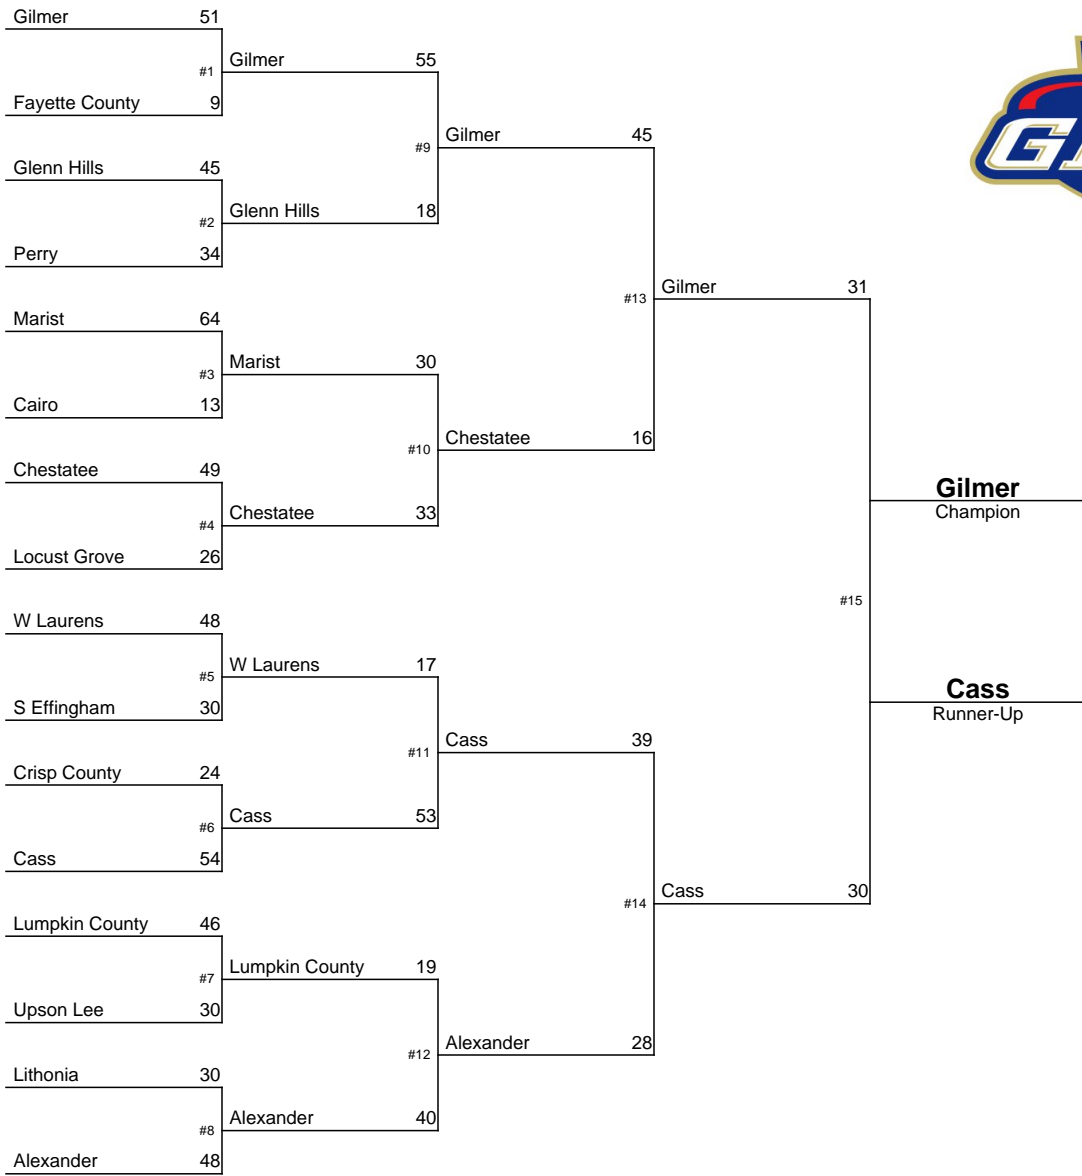 Gilmer 51
#1
Fayette County 9
Glenn Hills 45
#2
Perry 34
Marist 64
#3
Cairo 13
Chestatee 49
#4
Locust Grove 26
W Laurens 48
#5
S Effingham 30
Crisp County 24
#6
Cass 54
Lumpkin County 46
#7
Upson Lee 30
Lithonia 30
#8
Alexander 48
Gilmer 55
#9
Glenn Hills 18
Marist 30
#10
Chestatee 33
W Laurens 17
#11
Cass 53
Lumpkin County 19
#12
Alexander 40
Gilmer 45
#13
Chestatee 16
Cass 39
#14
Alexander 28
Gilmer 31
#15
Cass 30
Gilmer
Champion
Cass
Runner-Up